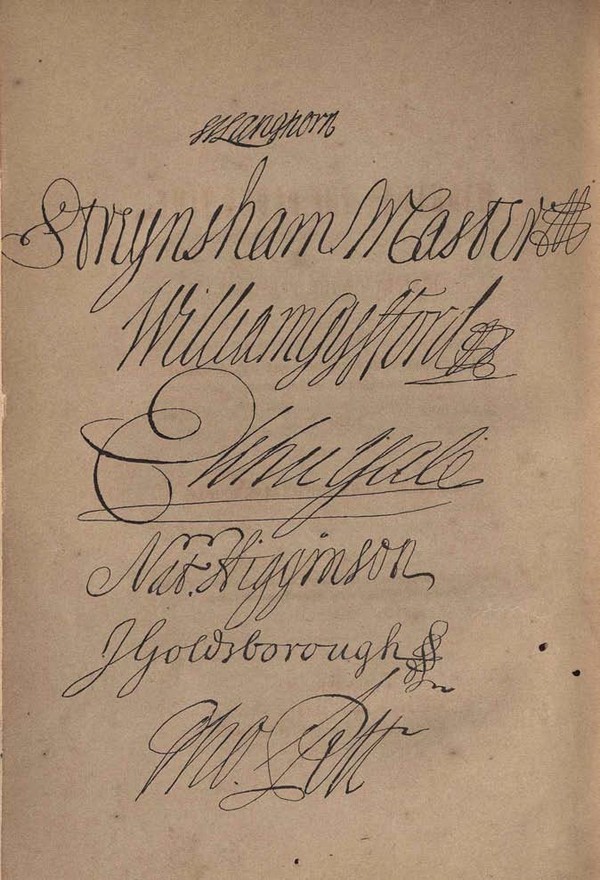 W Langhorn
Streynsham Master
William Gyfford
Elihu Yale
Nat. Higginson
J Goldsborough
Tho. Pitt